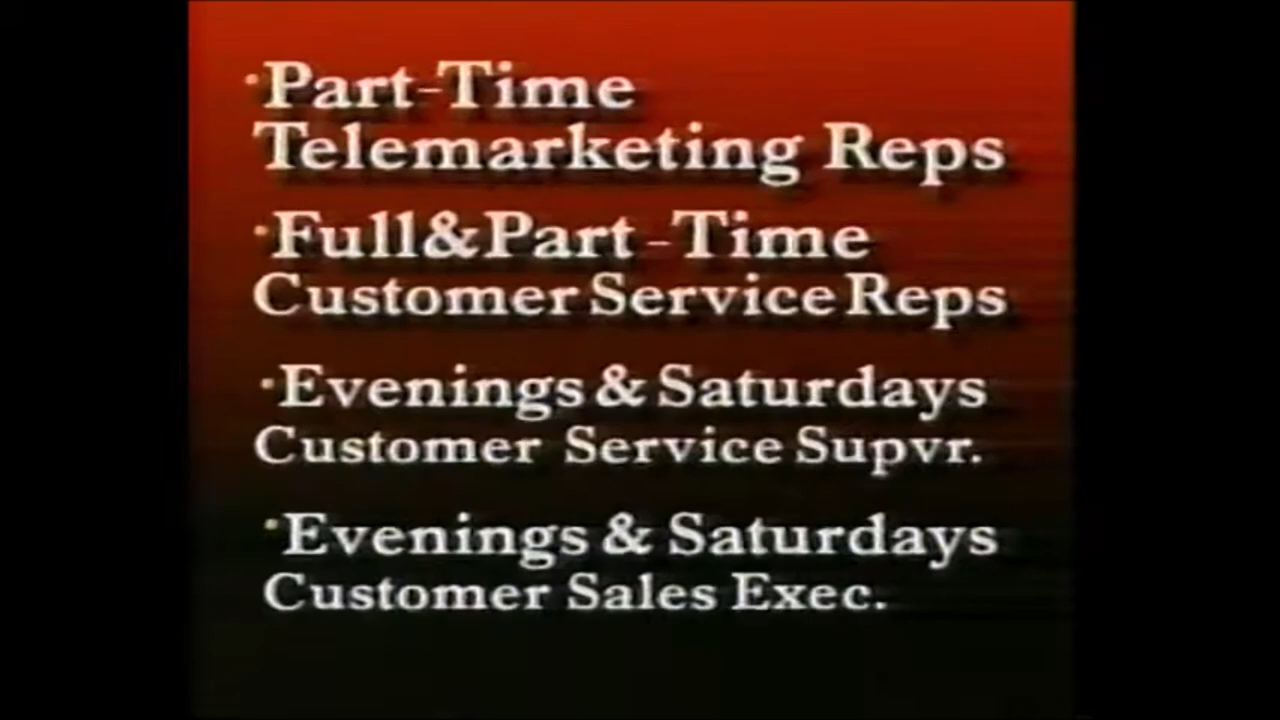 ·Part-Time
Telemarketing Reps
·Full&Part-Time
Customer Service Reps
·Evenings & Saturdays
Customer Service Supvr.
·Evenings & Saturdays
Customer Sales Exec.